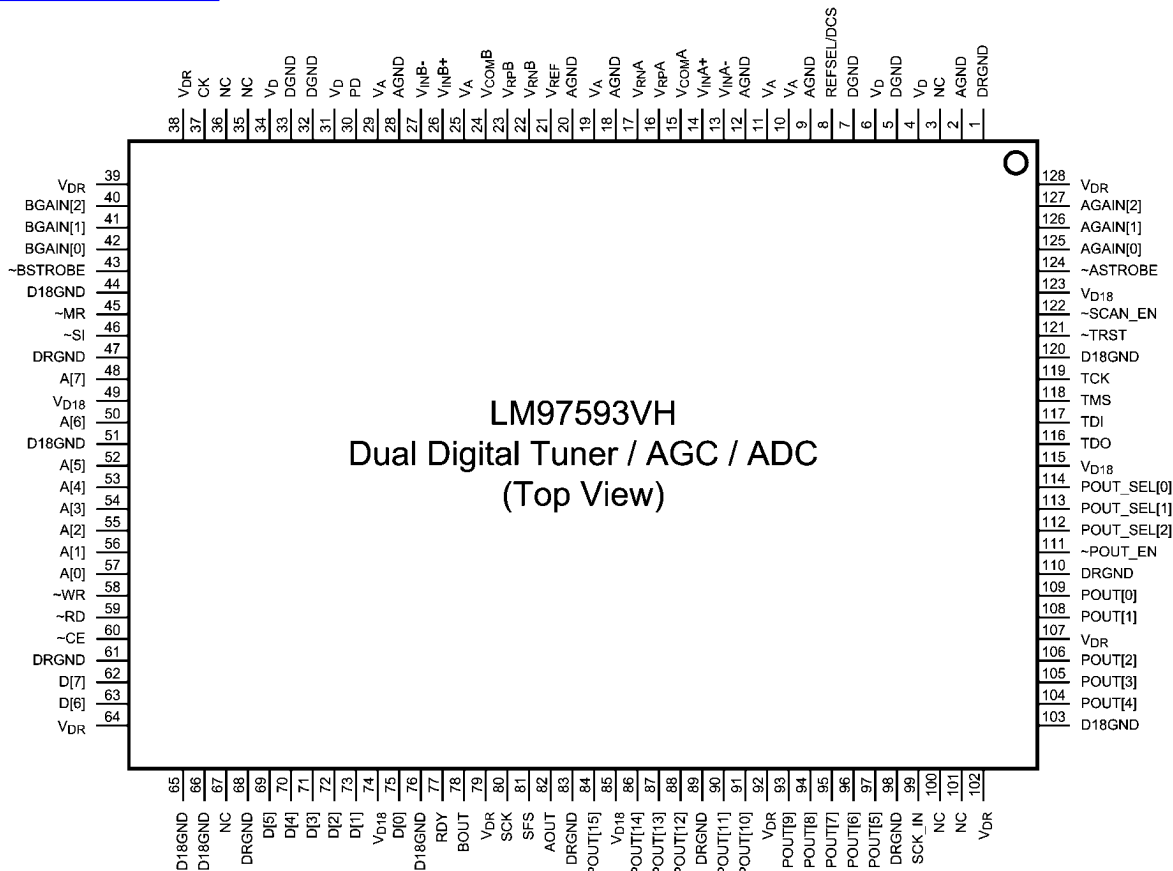 VDR
CK
NC
NC
VD
DGND
DGND
VD
PD
VA
AGND
VINB-
VINB+
VA
VCOMB
VRPB
VRNB
VREF
AGND
VA
AGND
VRNA
VRPA
VCOMA
VINA+
VINA-
AGND
VA
VA
AGND
REFSEL/DCS
DGND
VD
DGND
VD
NC
AGND
DRGND
38
37
36
35
34
33
32
31
30
29
28
27
26
25
24
23
22
21
20
19
18
17
16
15
14
13
12
11
10
9
8
7
6
5
4
3
2
1
VDR 39
BGAIN[2] 40
BGAIN[1] 41
BGAIN[0] 42
~BSTROBE 43
D18GND 44
~MR 45
~SI 46
DRGND 47
A[7] 48
VD18 49
A[6] 50
D18GND 51
A[5] 52
A[4] 53
A[3] 54
A[2] 55
A[1] 56
A[0] 57
~WR 58
~RD 59
~CE 60
DRGND 61
D[7] 62
D[6] 63
VDR 64
LM97593VH
Dual Digital Tuner / AGC / ADC
(Top View)
128 VDR
127 AGAIN[2]
126 AGAIN[1]
125 AGAIN[0]
124 ~ASTROBE
123 VD18
122 ~SCAN_EN
121 ~TRST
120 D18GND
119 TCK
118 TMS
117 TDI
116 TDO
115 VD18
114 POUT_SEL[0]
113 POUT_SEL[1]
112 POUT_SEL[2]
111 ~POUT_EN
110 DRGND
109 POUT[0]
108 POUT[1]
107 VDR
106 POUT[2]
105 POUT[3]
104 POUT[4]
103 D18GND
65
66
67
68
69
70
71
72
73
74
75
76
77
78
79
80
81
82
83
84
85
86
87
88
89
90
91
92
93
94
95
96
97
98
99
100
101
102
D18GND
D18GND
NC
DRGND
D[5]
D[4]
D[3]
D[2]
D[1]
VD18
D[0]
D18GND
RDY
BOUT
VDR
SCK
SFS
AOUT
DRGND
POUT[15]
VD18
POUT[14]
POUT[13]
POUT[12]
DRGND
POUT[11]
POUT[10]
VDR
POUT[9]
POUT[8]
POUT[7]
POUT[6]
POUT[5]
DRGND
SCK_IN
NC
NC
VDR